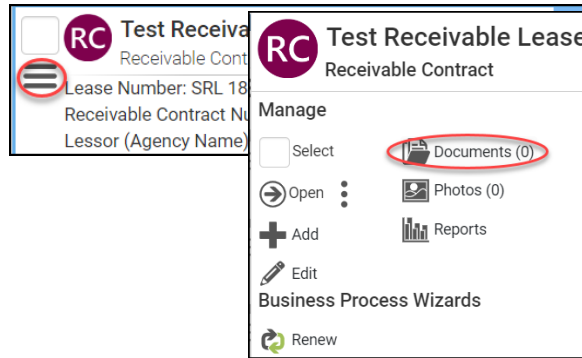 RC
Test Receiva
Receivable Cont
Lease Number: SRL 18
Receivable Contract Nu
Lessor (Agency Name)
RC
Test Receivable Lease
Receivable Contract
Manage
Select
Documents (0)
Open
Photos (0)
Add
Reports
Edit
Business Process Wizards
Renew